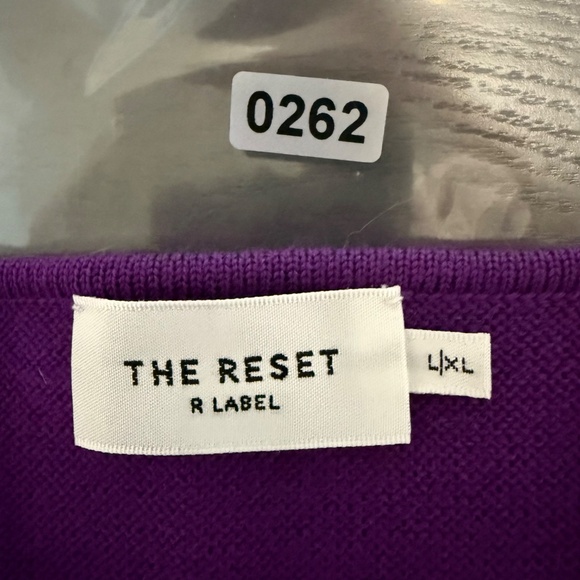 0262
THE RESET
R LABEL
L|XL